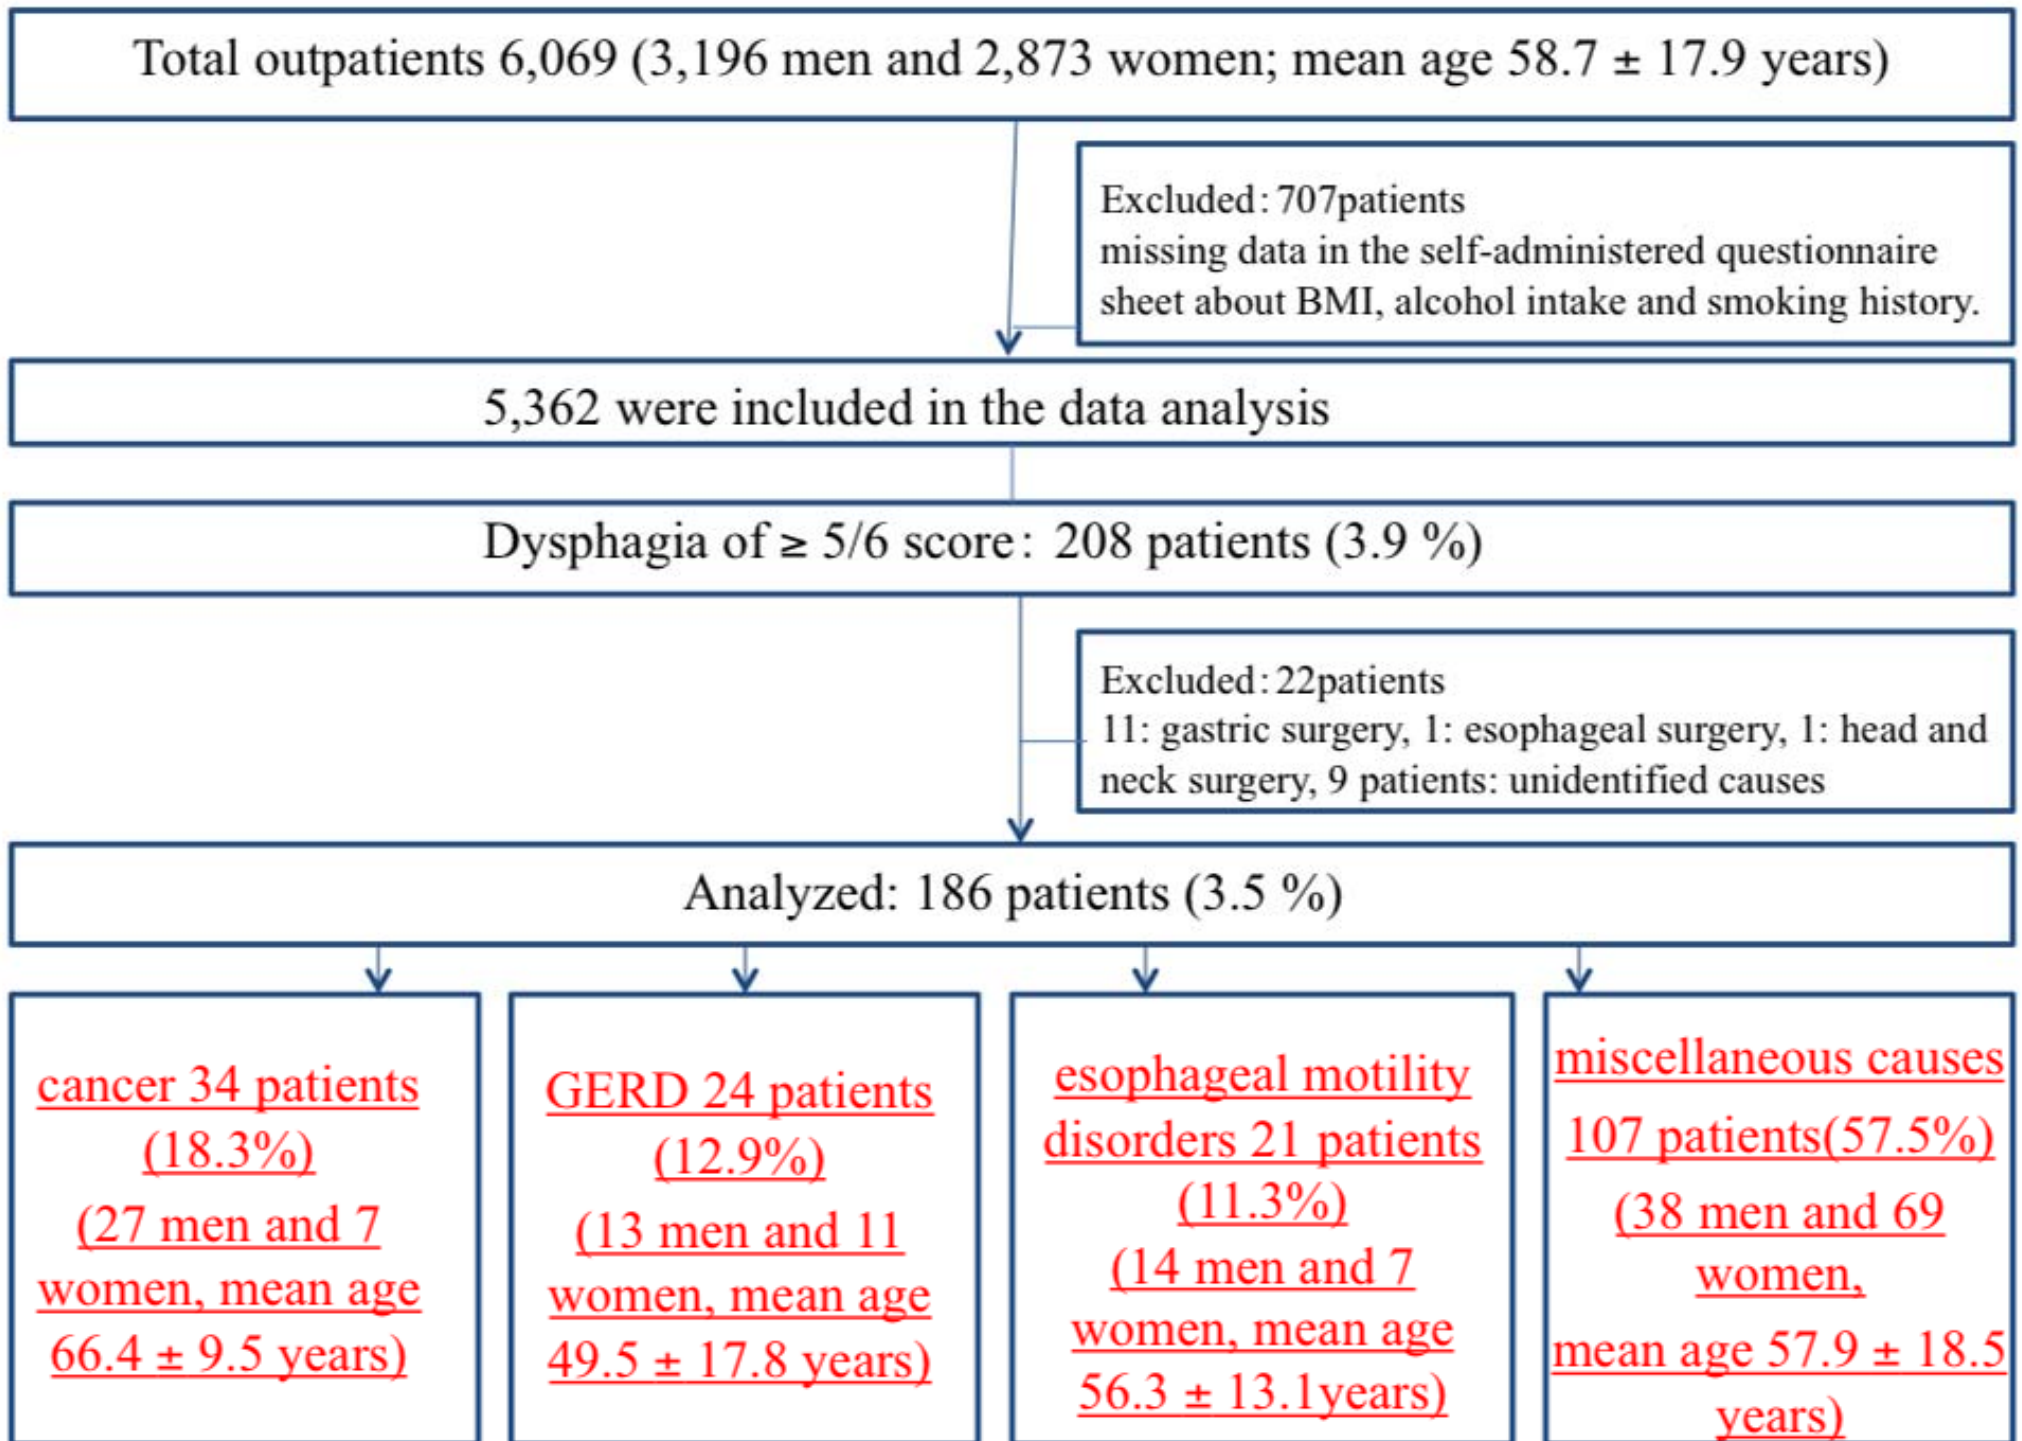 Total outpatients 6,069 (3,196 men and 2,873 women; mean age 58.7 ± 17.9 years)
Excluded: 707patients
missing data in the self-administered questionnaire
sheet about BMI, alcohol intake and smoking history.
5,362 were included in the data analysis
Dysphagia of ≥ 5/6 score: 208 patients (3.9 %)
Excluded: 22patients
11: gastric surgery, 1: esophageal surgery, 1: head and
neck surgery, 9 patients: unidentified causes
Analyzed: 186 patients (3.5 %)
cancer 34 patients
(18.3%)
(27 men and 7
women, mean age
66.4 ± 9.5 years)
GERD 24 patients
(12.9%)
(13 men and 11
women, mean age
49.5 ± 17.8 years)
esophageal motility
disorders 21 patients
(11.3%)
(14 men and 7
women, mean age
56.3 ± 13.1years)
miscellaneous causes
107 patients(57.5%)
(38 men and 69
women,
mean age 57.9 ± 18.5
years)